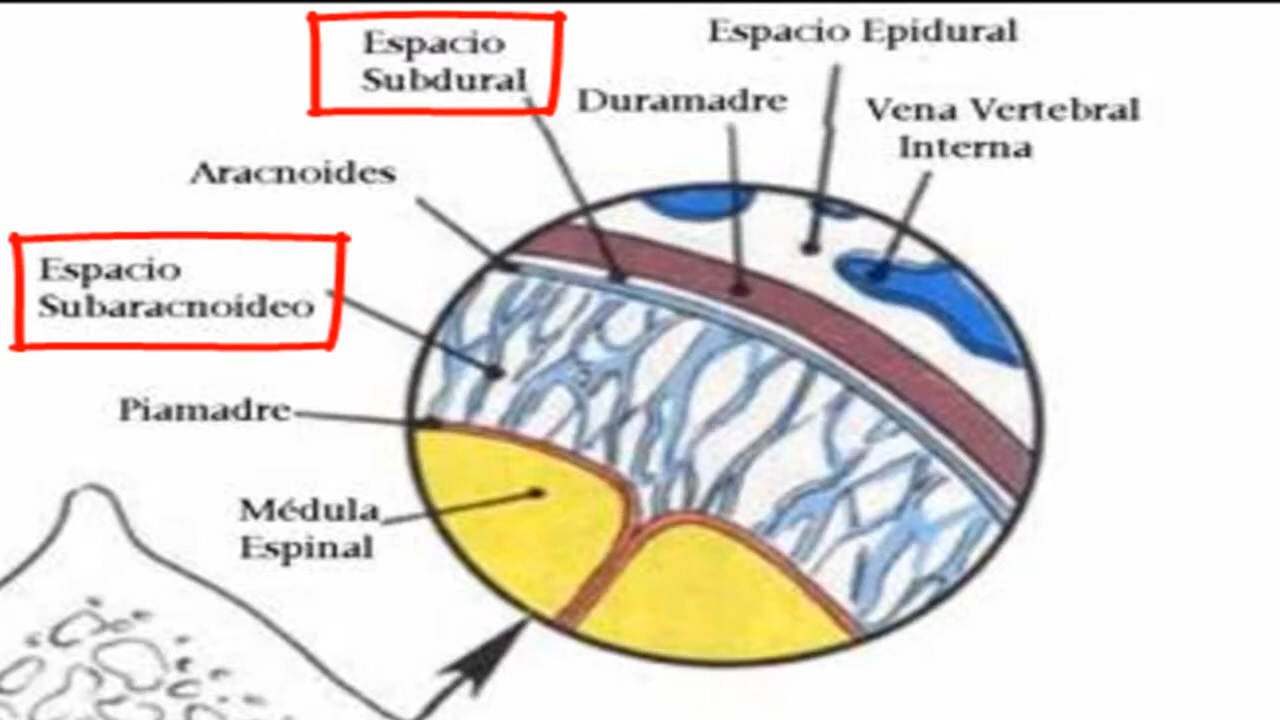 Espacio
Subdural
Espacio Epidural
Duramadre
Vena Vertebral
Interna
Aracnoides
Espacio
Subaracnoideo
Piamadre
Médula
Espinal